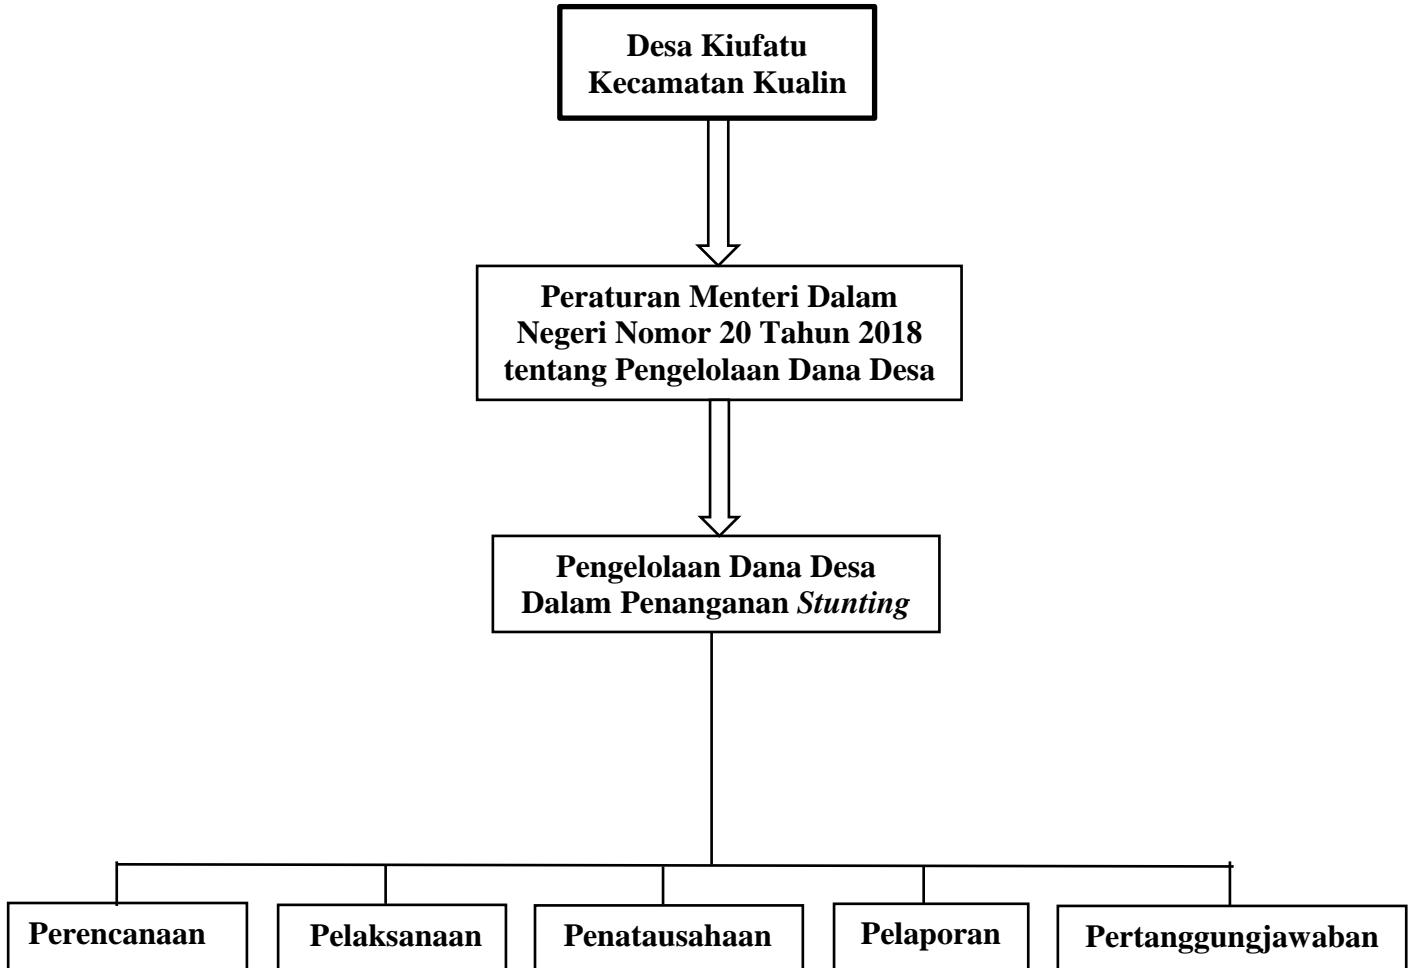 Desa Kiufatu
Kecamatan Kualin
Peraturan Menteri Dalam
Negeri Nomor 20 Tahun 2018
tentang Pengelolaan Dana Desa
Pengelolaan Dana Desa
Dalam Penanganan Stunting
Perencanaan
Pelaksanaan
Penatausahaan
Pelaporan
Pertanggungjawaban